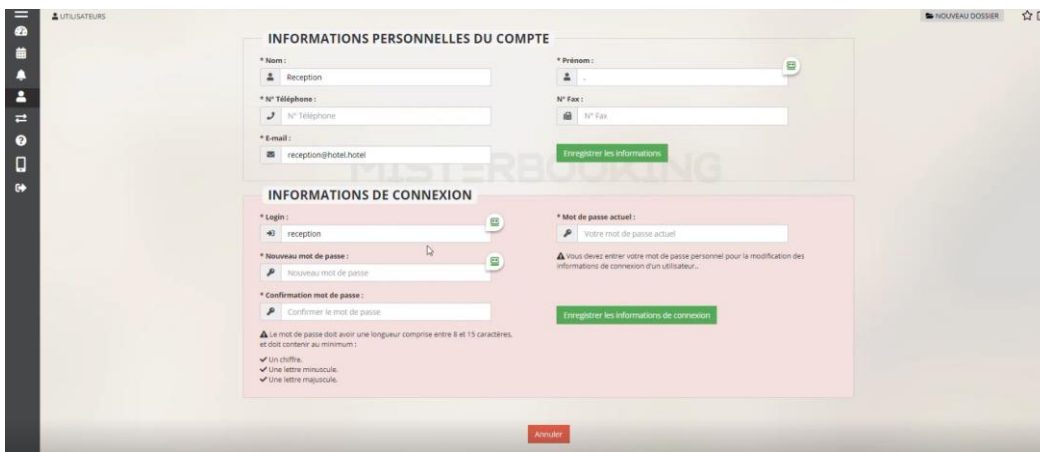 UTILISATEURS
NOUVEAU DOSSIER
INFORMATIONS PERSONNELLES DU COMPTE
* Nom :
* Prénom :
Reception
.
* N° Téléphone :
N° Fax :
N° Téléphone
N° Fax
* E-mail :
reception@hotel.hotel
Enregistrer les informations
MISTERBOOKING
INFORMATIONS DE CONNEXION
* Login :
* Mot de passe actuel :
reception
Votre mot de passe actuel
* Nouveau mot de passe :
Vous devez entrer votre mot de passe personnel pour la modification des
informations de connexion d'un utilisateur..
Nouveau mot de passe
* Confirmation mot de passe :
Confirmer le mot de passe
Enregistrer les informations de connexion
Le mot de passe doit avoir une longueur comprise entre 8 et 15 caractères,
et doit contenir au minimum :
Un chiffre.
Une lettre minuscule.
Une lettre majuscule.
Annuler